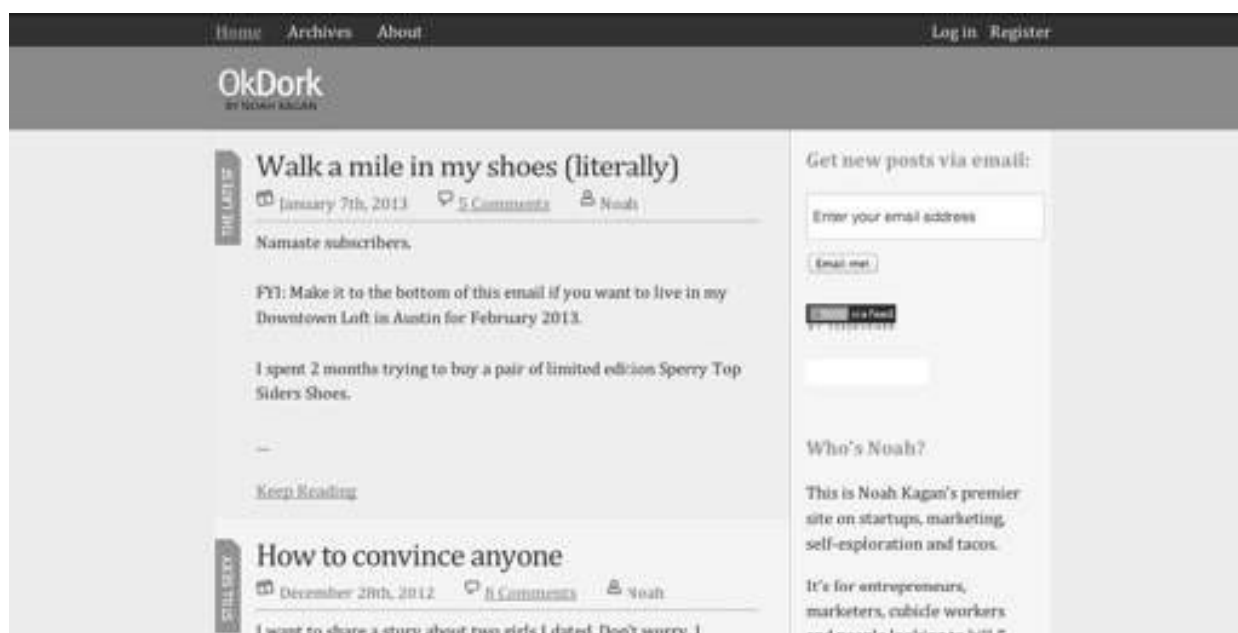 Home Archives About Log in Register
OkDork
BY NOAH KAGAN
THE LATEST
Walk a mile in my shoes (literally)
January 7th, 2013 5 Comments Noah
Namaste subscribers,
FYI: Make it to the bottom of this email if you want to live in my
Downtown Loft in Austin for February 2013.
I spent 2 months trying to buy a pair of limited edition Sperry Top
Siders Shoes.
...
Keep Reading
STILL SEXY
How to convince anyone
December 28th, 2012 Comments Noah
I want to share a story about two girls I dated. Don't worry, I
Get new posts via email:
Enter your email address
Email me!
Who's Noah?
This is Noah Kagan's premier
site on startups, marketing,
self-exploration and tacos.
It's for entrepreneurs,
marketers, cubicle workers